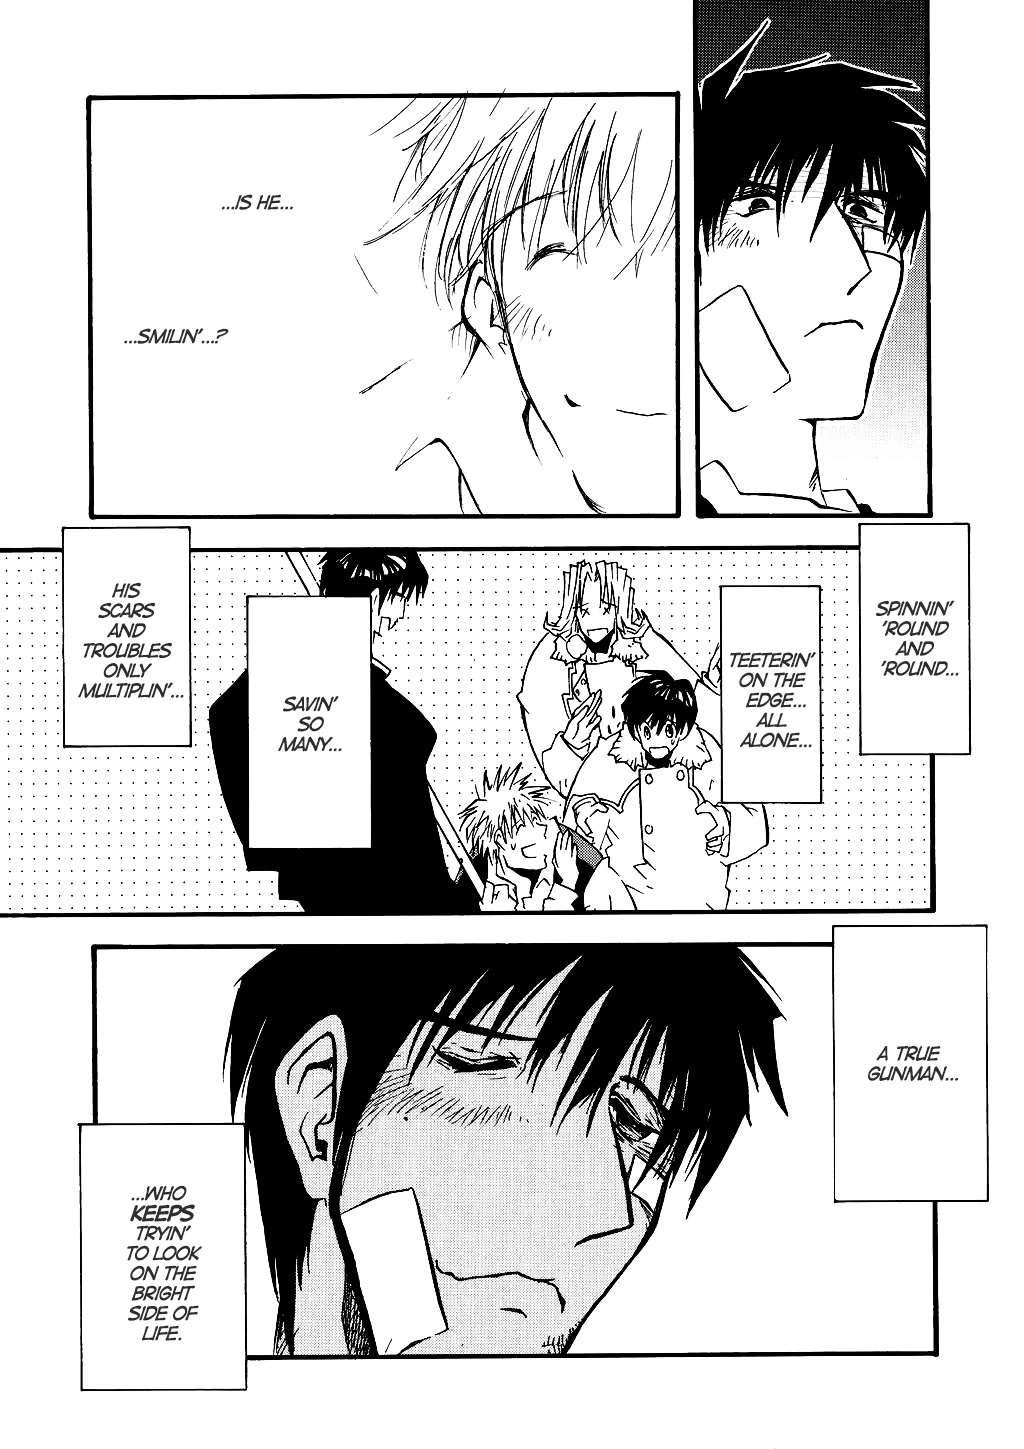 ...IS HE...
...SMILIN'...?
SPINNIN'
'ROUND
AND
'ROUND...
TEETERIN'
ON THE
EDGE...
ALL
ALONE...
SAVIN'
SO
MANY...
HIS
SCARS
AND
TROUBLES
ONLY
MULTIPLIN'...
A TRUE
GUNMAN...
...WHO
KEEPS
TRYIN'
TO LOOK
ON THE
BRIGHT
SIDE OF
LIFE.